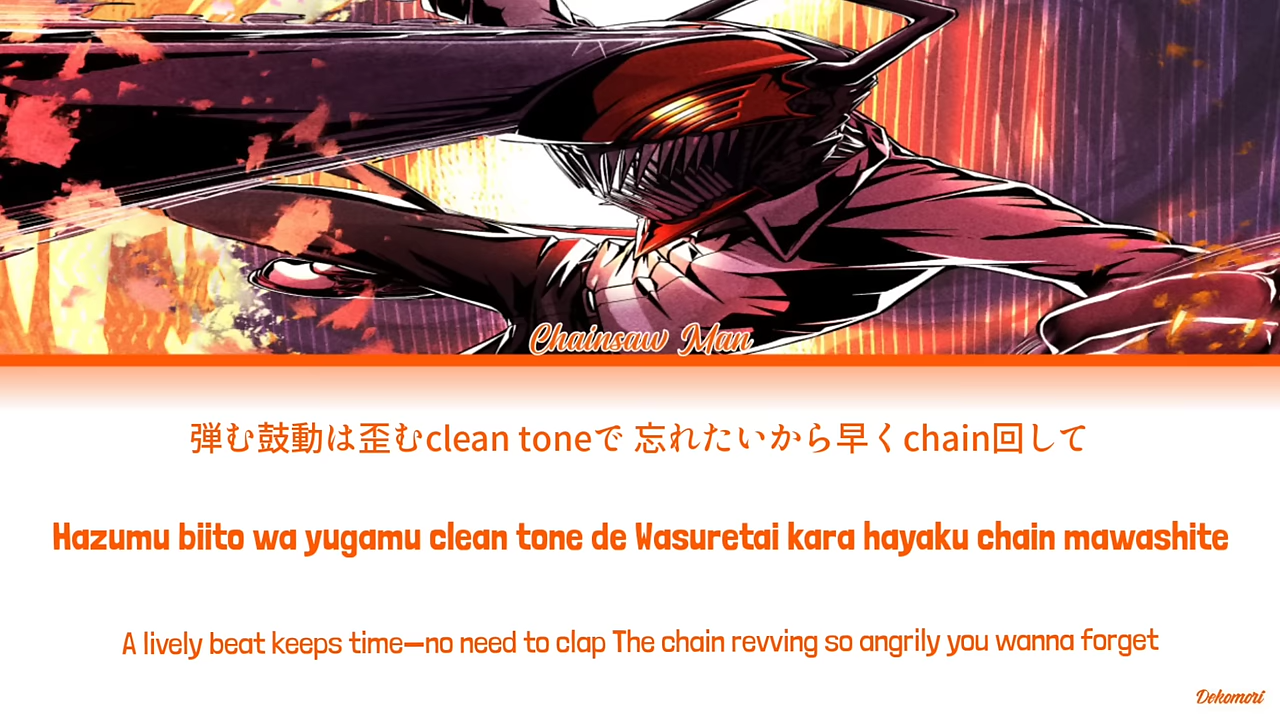 Chainsaw Man
弾む鼓動は歪むclean toneで 忘れたいから早くchain回して
Hazumu biito wa yugamu clean tone de Wasuretai kara hayaku chain mawashite
A lively beat keeps time—no need to clap The chain revving so angrily you wanna forget
Dekomori